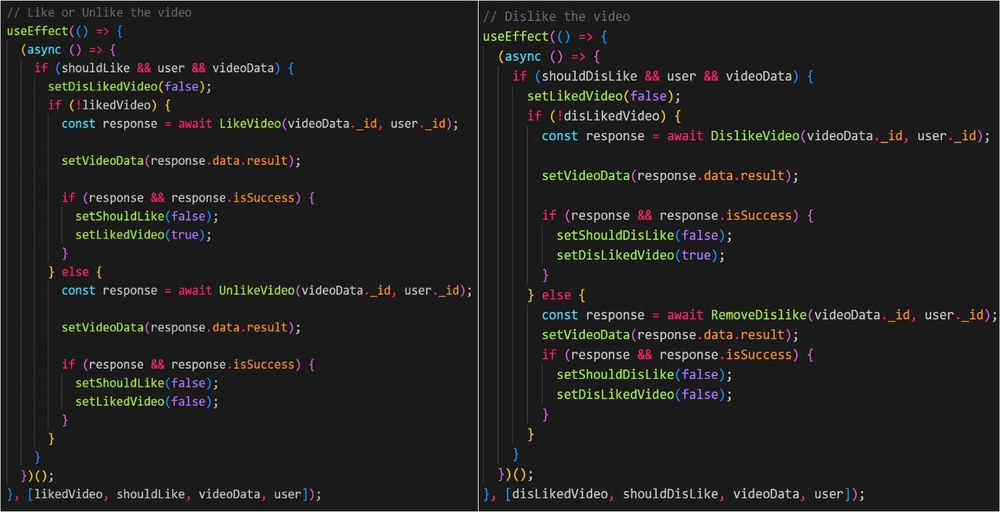 // Like or Unlike the video
useEffect(() => {
  (async () => {
    if (shouldLike && user && videoData) {
      setDisLikedVideo(false);
      if (!likedVideo) {
        const response = await LikeVideo(videoData._id, user._id);

        setVideoData(response.data.result);

        if (response && response.isSuccess) {
          setShouldLike(false);
          setLikedVideo(true);
        }
      } else {
        const response = await UnlikeVideo(videoData._id, user._id);

        setVideoData(response.data.result);

        if (response && response.isSuccess) {
          setShouldLike(false);
          setLikedVideo(false);
        }
      }
    }
  })();
}, [likedVideo, shouldLike, videoData, user]);
// Dislike the video
useEffect(() => {
  (async () => {
    if (shouldDisLike && user && videoData) {
      setLikedVideo(false);
      if (!disLikedVideo) {
        const response = await DislikeVideo(videoData._id, user._id);

        setVideoData(response.data.result);

        if (response && response.isSuccess) {
          setShouldDisLike(false);
          setDisLikedVideo(true);
        }
      } else {
        const response = await RemoveDislike(videoData._id, user._id);
        setVideoData(response.data.result);
        if (response && response.isSuccess) {
          setShouldDisLike(false);
          setDisLikedVideo(false);
        }
      }
    }
  })();
}, [disLikedVideo, shouldDisLike, videoData, user]);